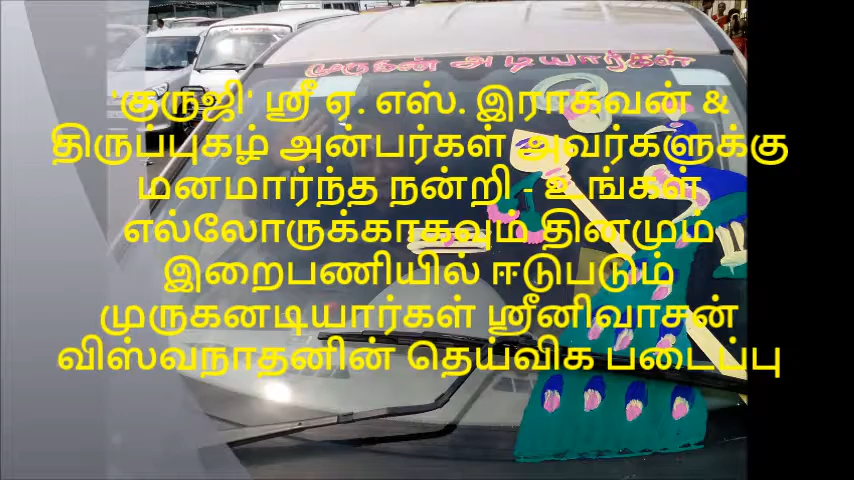 முருகன் அடியார்கள்
'குருஜி' ஸ்ரீ ஏ. எஸ். இராகவன் &
திருப்புகழ் அன்பர்கள் அவர்களுக்கு
மனமார்ந்த நன்றி - உங்கள்
எல்லோருக்காகவும் தினமும்
இறைபணியில் ஈடுபடும்
முருகனடியார்கள் ஸ்ரீனிவாசன்
விஸ்வநாதனின் தெய்விக படைப்பு